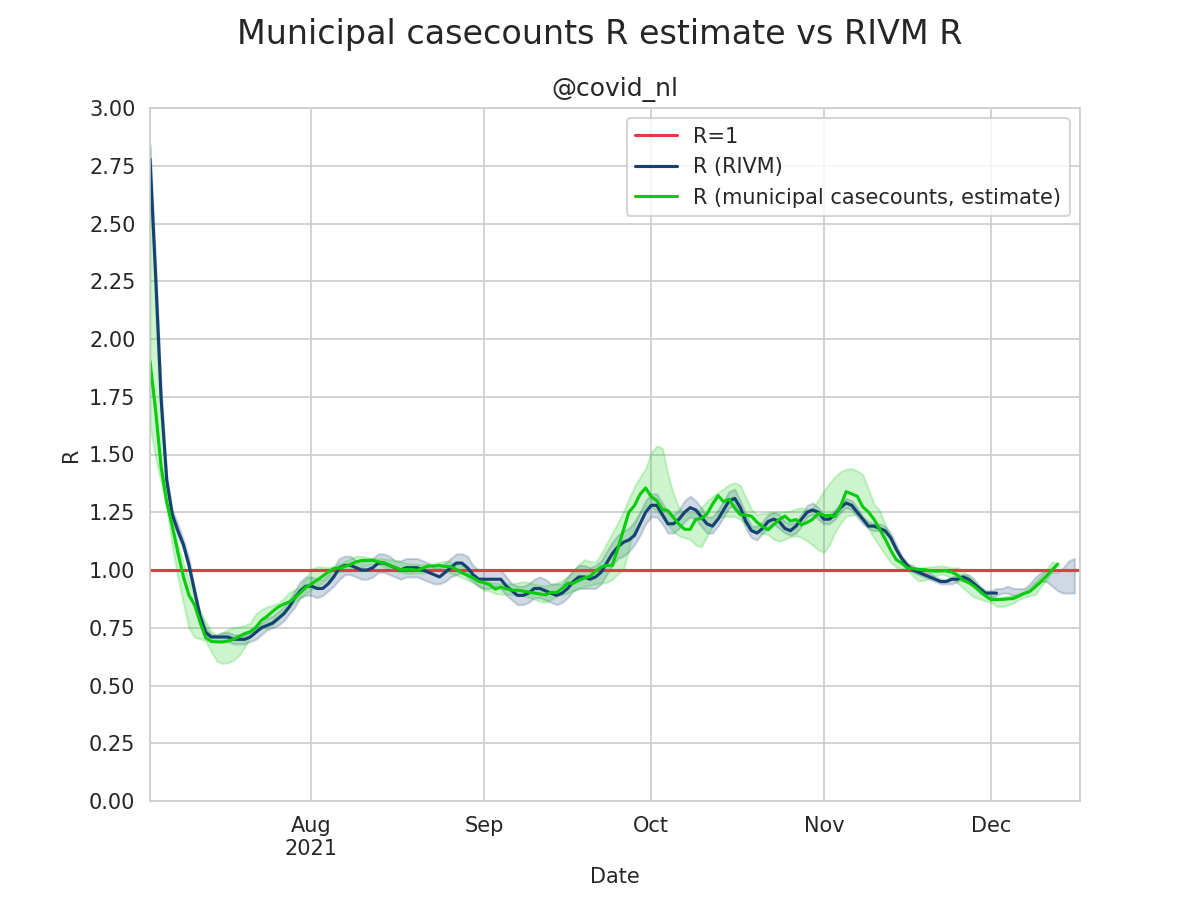 Municipal casecounts R estimate vs RIVM R
@covid_nl
3.00
2.75
2.50
2.25
2.00
1.75
1.50
1.25
1.00
0.75
0.50
0.25
0.00
R
R=1
R (RIVM)
R (municipal casecounts, estimate)
Aug Sep Oct Nov Dec
2021
Date